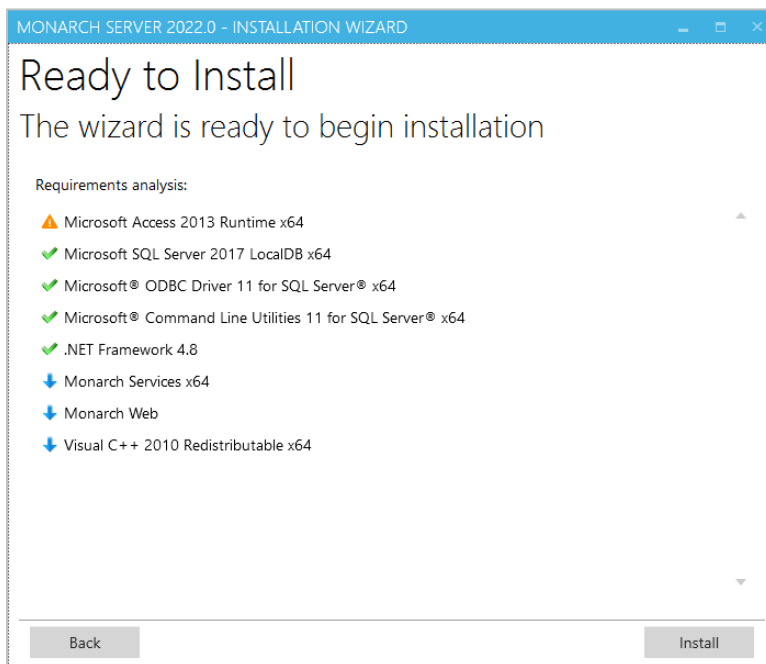 MONARCH SERVER 2022.0 - INSTALLATION WIZARD
Ready to Install
The wizard is ready to begin installation
Requirements analysis:
Microsoft Access 2013 Runtime x64
Microsoft SQL Server 2017 LocalDB x64
Microsoft® ODBC Driver 11 for SQL Server® x64
Microsoft® Command Line Utilities 11 for SQL Server® x64
.NET Framework 4.8
Monarch Services x64
Monarch Web
Visual C++ 2010 Redistributable x64
Back
Install